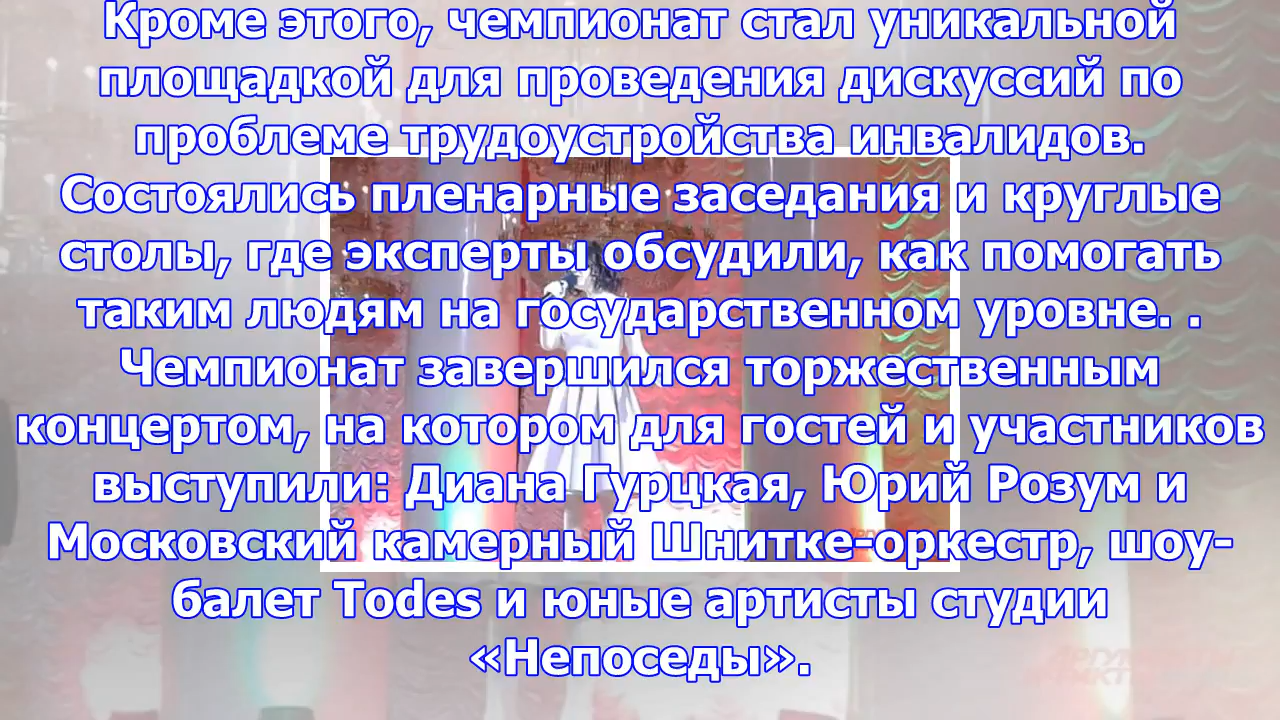 Кроме этого, чемпионат стал уникальной
площадкой для проведения дискуссий по
проблеме трудоустройства инвалидов.
Состоялись пленарные заседания и круглые
столы, где эксперты обсудили, как помогать
таким людям на государственном уровне. .
Чемпионат завершился торжественным
концертом, на котором для гостей и участников
выступили: Диана Гурцкая, Юрий Розум и
Московский камерный Шнитке-оркестр, шоу-
балет Todes и юные артисты студии
«Непоседы».